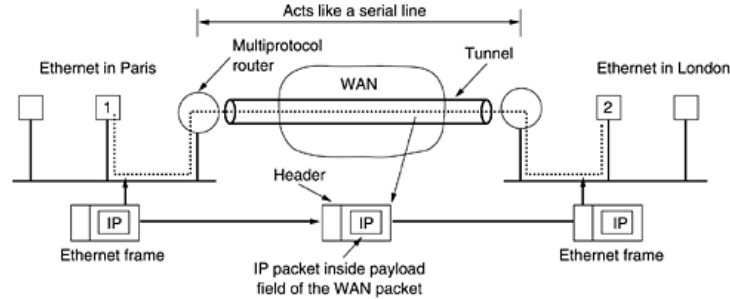 Acts like a serial line
Multiprotocol
router
Tunnel
Ethernet in Paris
WAN
Ethernet in London
1
2
Header
IP
IP
IP
Ethernet frame
IP packet inside payload
field of the WAN packet
Ethernet frame